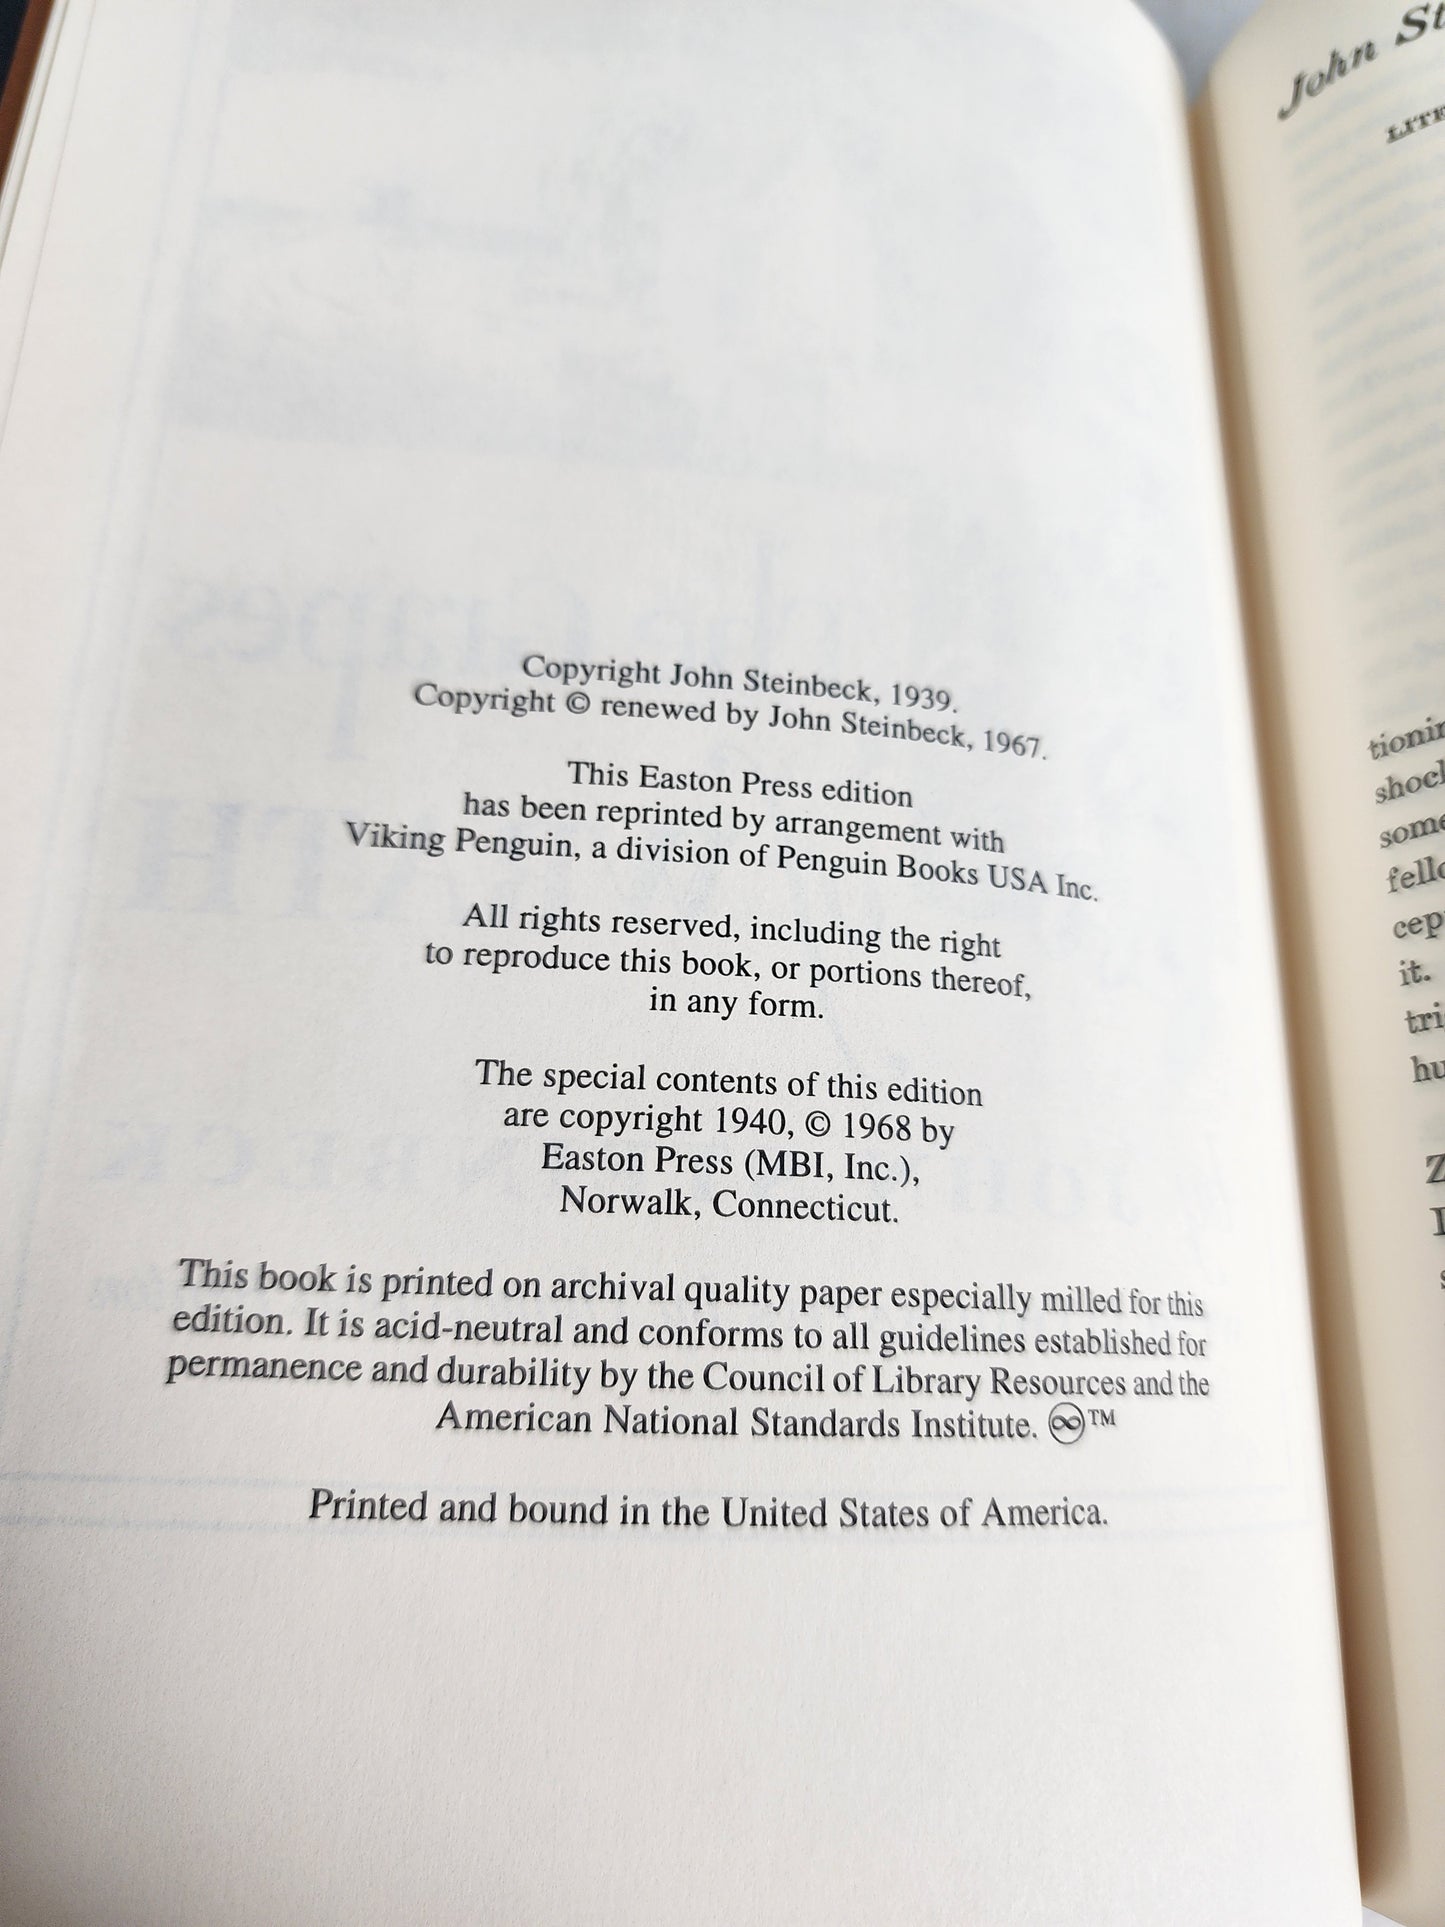 Copyright John Steinbeck, 1939.
Copyright © renewed by John Steinbeck, 1967.
This Easton Press edition
has been reprinted by arrangement with
Viking Penguin, a division of Penguin Books USA Inc.
All rights reserved, including the right
to reproduce this book, or portions thereof,
in any form.
The special contents of this edition
are copyright 1940, © 1968 by
Easton Press (MBI, Inc.),
Norwalk, Connecticut.
This book is printed on archival quality paper especially milled for this
edition. It is acid-neutral and conforms to all guidelines established for
permanence and durability by the Council of Library Resources and the
American National Standards Institute. ♾™
Printed and bound in the United States of America.
John
it.